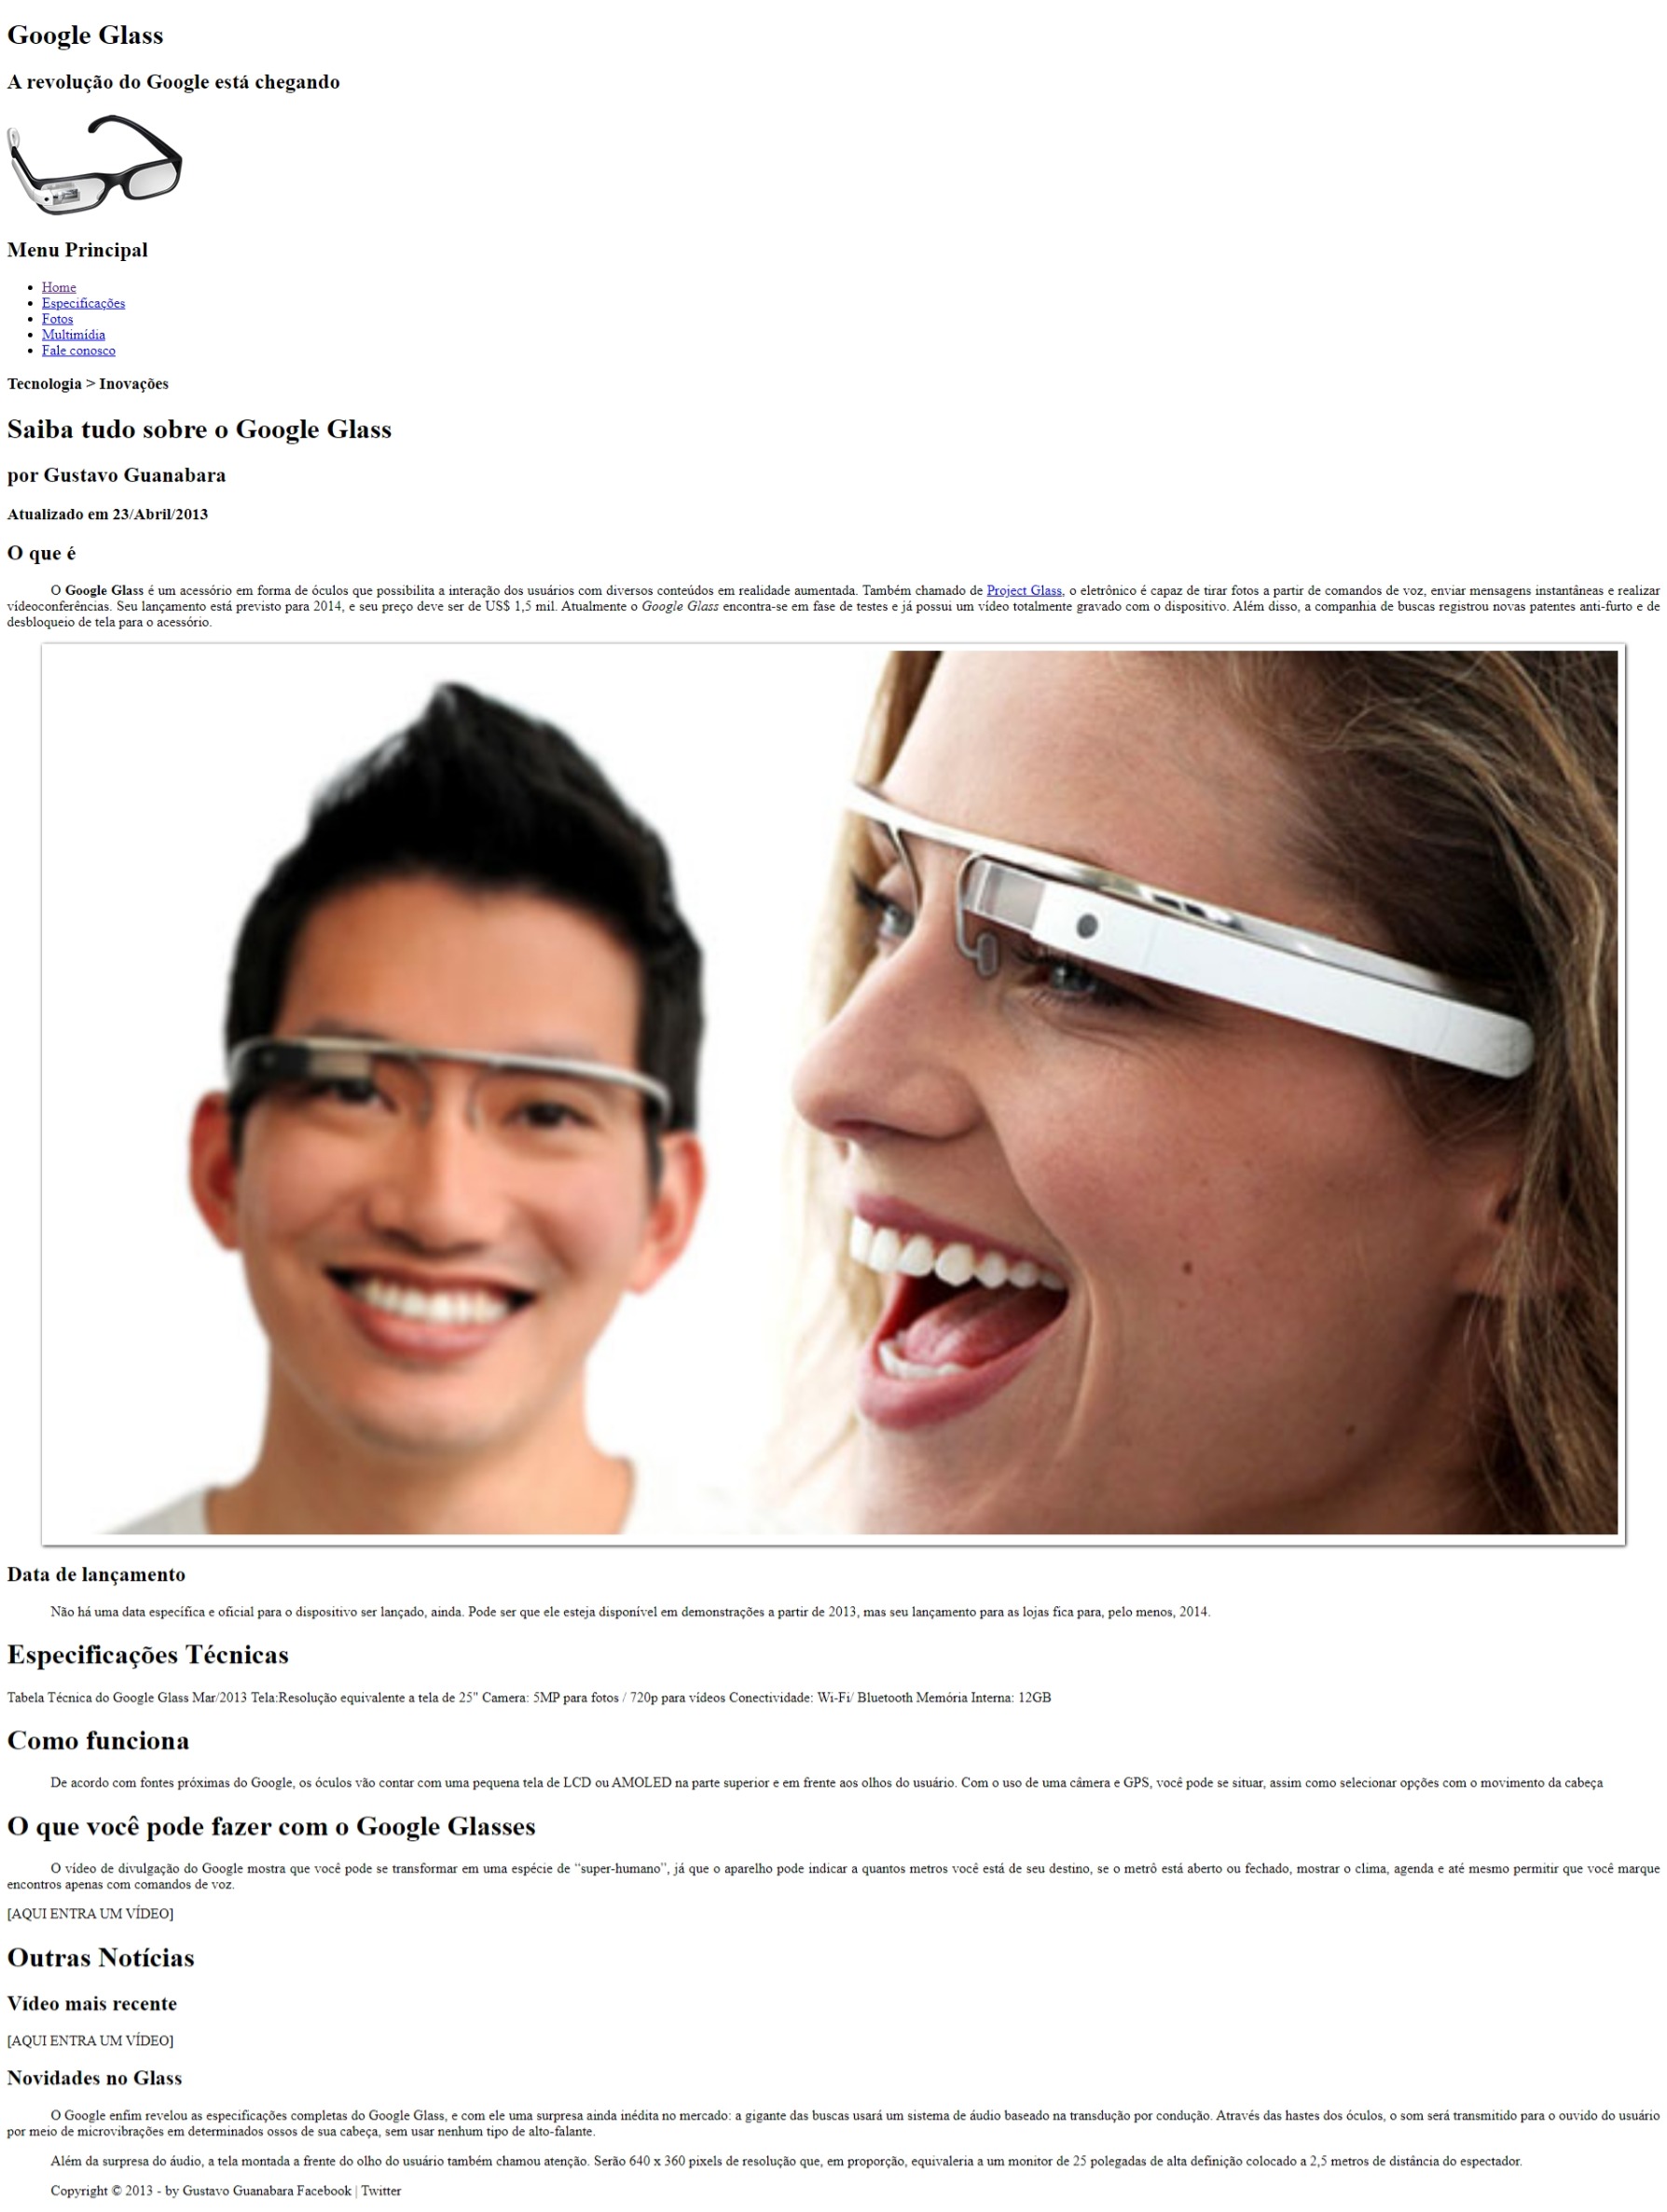 Google Glass
A revolução do Google está chegando
Menu Principal
Home
Especificações
Fotos
Multimídia
Fale conosco
Tecnologia > Inovações
Saiba tudo sobre o Google Glass
por Gustavo Guanabara
Atualizado em 23/Abril/2013
O que é
O Google Glass é um acessório em forma de óculos que possibilita a interação dos usuários com diversos conteúdos em realidade aumentada. Também chamado de Project Glass, o eletrônico é capaz de tirar fotos a partir de comandos de voz, enviar mensagens instantâneas e realizar
vídeoconferências. Seu lançamento está previsto para 2014, e seu preço deve ser de US$ 1,5 mil. Atualmente o Google Glass encontra-se em fase de testes e já possui um vídeo totalmente gravado com o dispositivo. Além disso, a companhia de buscas registrou novas patentes anti-furto e de
desbloqueio de tela para o acessório.
Data de lançamento
Não há uma data específica e oficial para o dispositivo ser lançado, ainda. Pode ser que ele esteja disponível em demonstrações a partir de 2013, mas seu lançamento para as lojas fica para, pelo menos, 2014.
Especificações Técnicas
Tabela Técnica do Google Glass Mar/2013 Tela:Resolução equivalente a tela de 25" Camera: 5MP para fotos / 720p para vídeos Conectividade: Wi-Fi/ Bluetooth Memória Interna: 12GB
Como funciona
De acordo com fontes próximas do Google, os óculos vão contar com uma pequena tela de LCD ou AMOLED na parte superior e em frente aos olhos do usuário. Com o uso de uma câmera e GPS, você pode se situar, assim como selecionar opções com o movimento da cabeça
O que você pode fazer com o Google Glasses
O vídeo de divulgação do Google mostra que você pode se transformar em uma espécie de “super-humano”, já que o aparelho pode indicar a quantos metros você está de seu destino, se o metrô está aberto ou fechado, mostrar o clima, agenda e até mesmo permitir que você marque
encontros apenas com comandos de voz.
[AQUI ENTRA UM VÍDEO]
Outras Notícias
Vídeo mais recente
[AQUI ENTRA UM VÍDEO]
Novidades no Glass
O Google enfim revelou as especificações completas do Google Glass, e com ele uma surpresa ainda inédita no mercado: a gigante das buscas usará um sistema de áudio baseado na transdução por condução. Através das hastes dos óculos, o som será transmitido para o ouvido do usuário
por meio de microvibrações em determinados ossos de sua cabeça, sem usar nenhum tipo de alto-falante.
Além da surpresa do áudio, a tela montada a frente do olho do usuário também chamou atenção. Serão 640 x 360 pixels de resolução que, em proporção, equivaleria a um monitor de 25 polegadas de alta definição colocado a 2,5 metros de distância do espectador.
Copyright © 2013 - by Gustavo Guanabara Facebook | Twitter